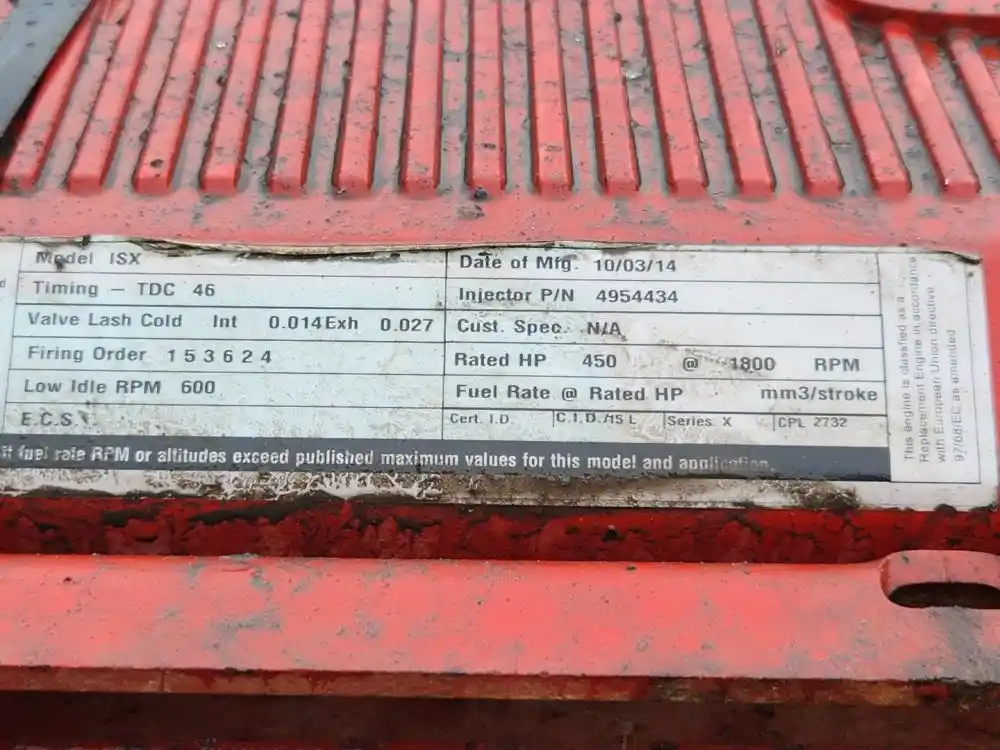 Model ISX
Timing — TDC 46
Valve Lash Cold Int 0.014Exh 0.027
Firing Order 1 5 3 6 2 4
Low Idle RPM 600
E.C.S.
Date of Mfg. 10/03/14
Injector P/N 4954434
Cust. Spec. N/A
Rated HP 450 @ 1800 RPM
Fuel Rate @ Rated HP mm3/stroke
Cert. I.D. C.I.D./15 L Series X CPL 2732
if fuel rate RPM or altitudes exceed published maximum values for this model and application.
This engine is classified as a
Replacement Engine in accordance
with European Union directive
97/68/EC as amended